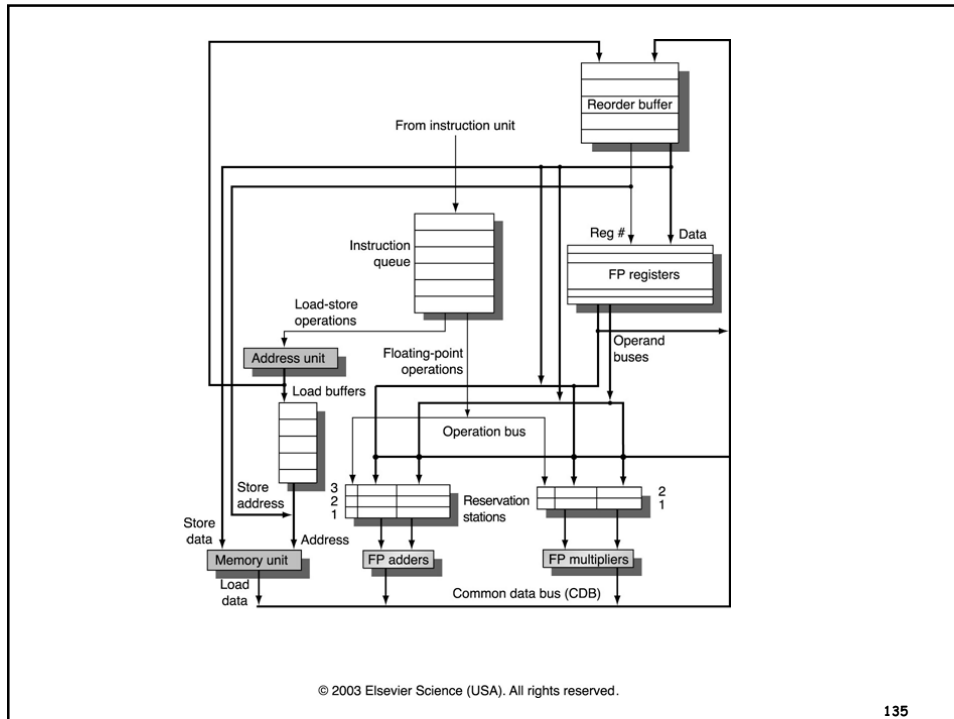 Reorder buffer
From instruction unit
Reg #
Data
Instruction
queue
FP registers
Load-store
operations
Operand
buses
Address unit
Floating-point
operations
Load buffers
Operation bus
Store
address
3
2
1
Reservation
stations
2
1
Store
data
Address
Memory unit
FP adders
FP multipliers
Load
data
Common data bus (CDB)
© 2003 Elsevier Science (USA). All rights reserved.
135